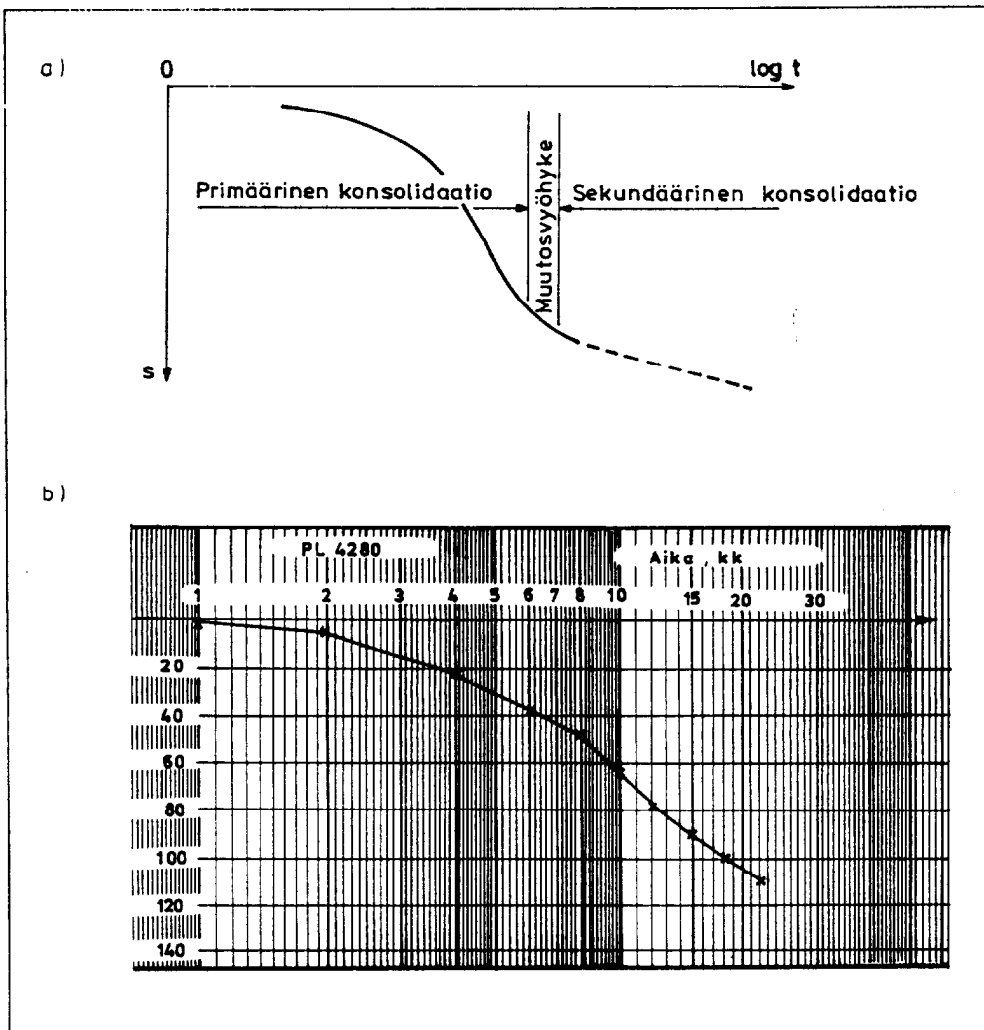 a)
0 log t
Primäärinen konsolidaatio
Muutosvyöhyke
Sekundäärinen konsolidaatio
s
b)
PL 4280 Aika, kk
1 2 3 4 5 6 7 8 10 15 20 30
20
40
60
80
100
120
140